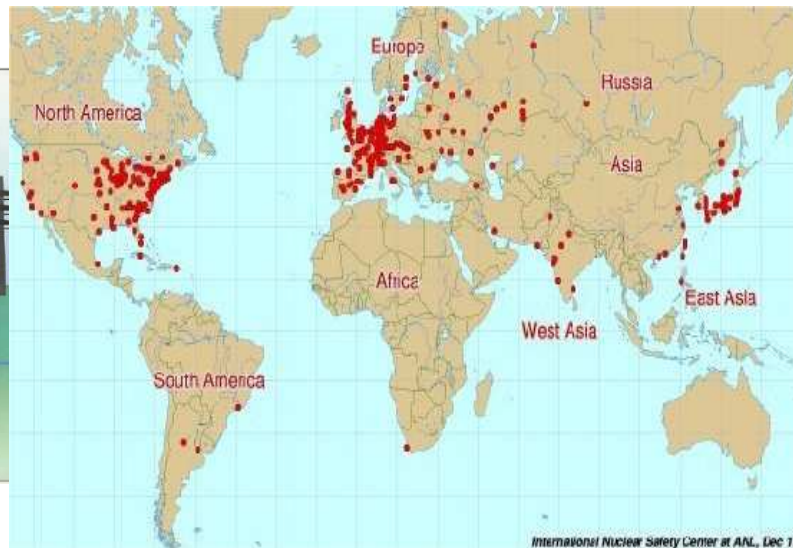 Europe
Russia
North America
Asia
Africa
East Asia
West Asia
South America
International Nuclear Safety Center at ANL, Dec 1